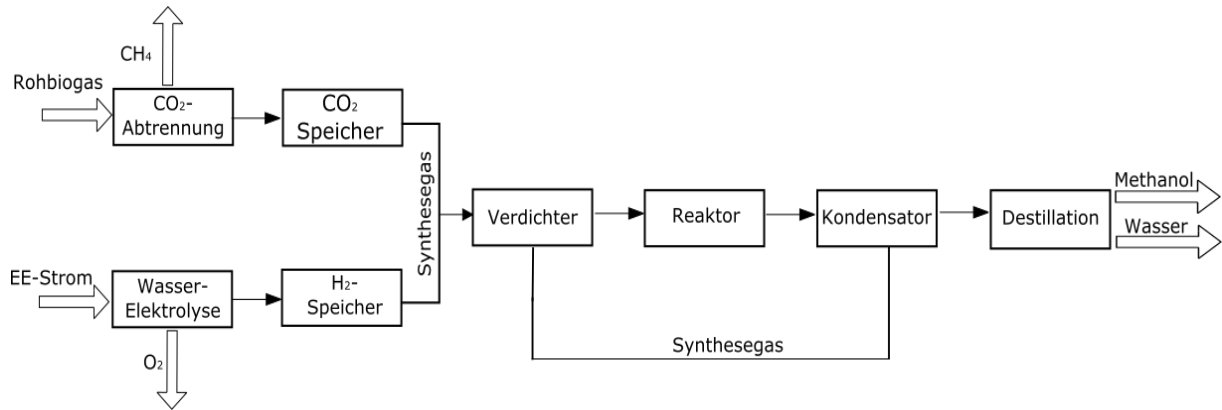 CH₄
Rohbiogas
CO₂-
Abtrennung
CO₂
Speicher
Synthesegas
EE-Strom
Wasser-
Elektrolyse
O₂
H₂-
Speicher
Verdichter
Reaktor
Kondensator
Destillation
Methanol
Wasser
Synthesegas